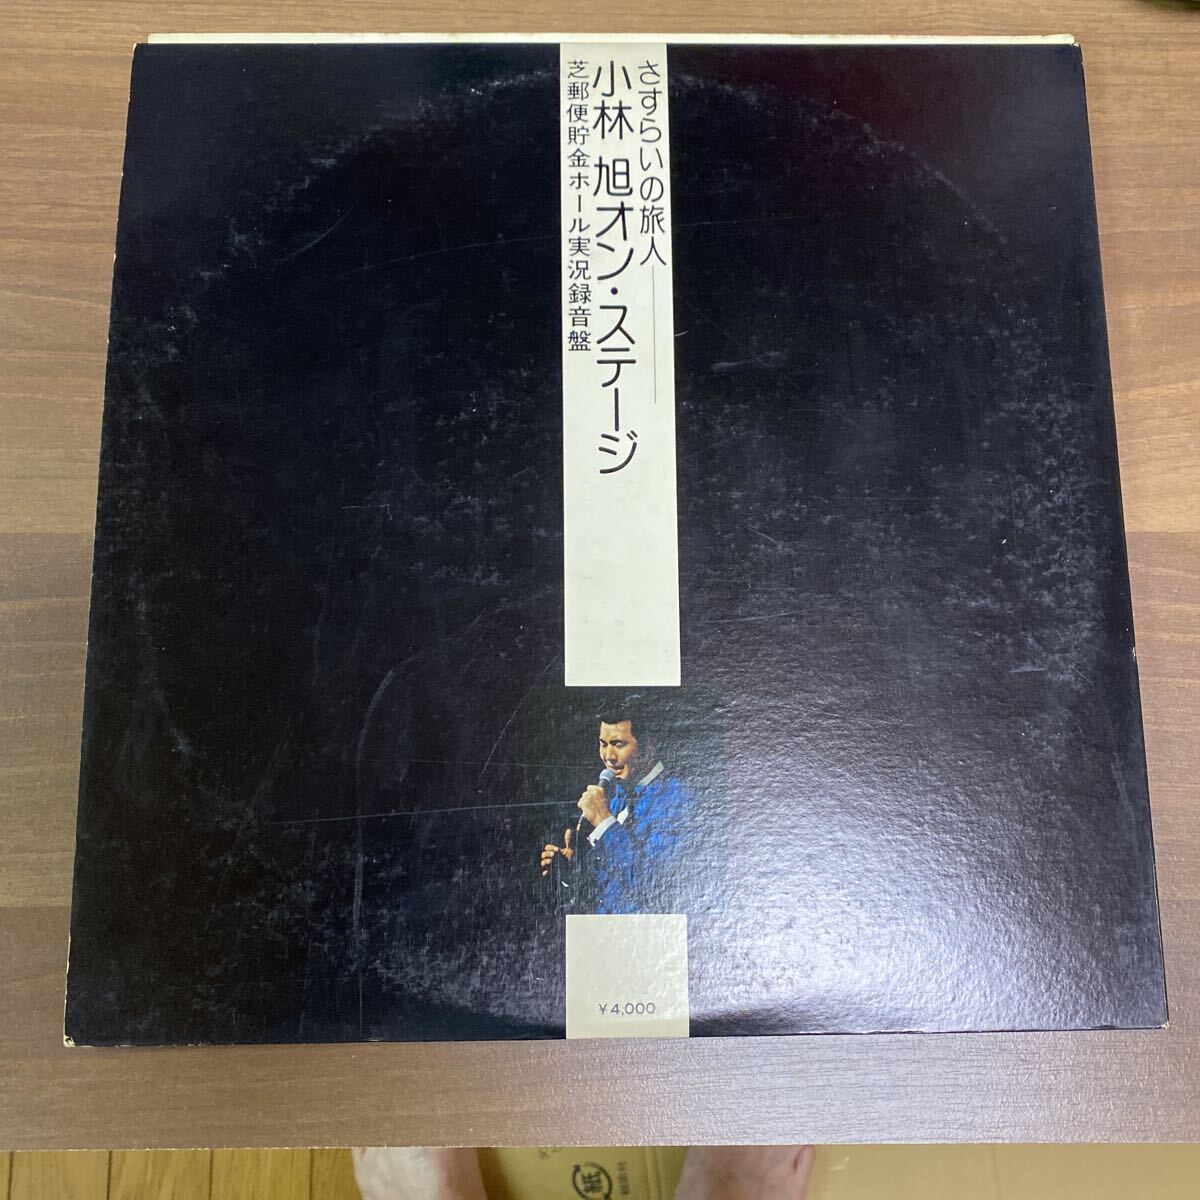 さすらいの旅人
小林 旭オン・ステージ
芝郵便貯金ホール実況録音盤
¥4,000
紙